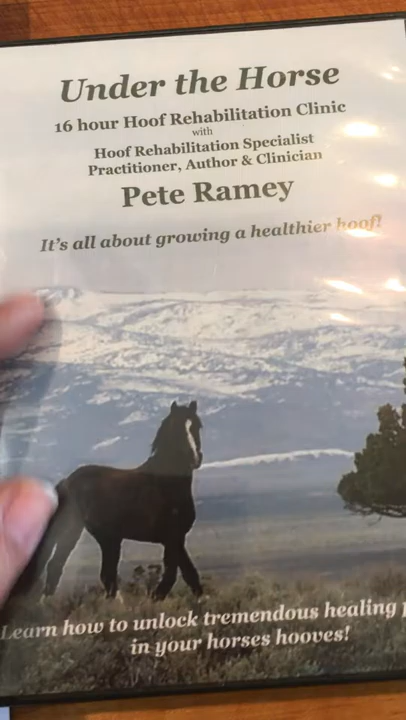 Under the Horse
16 hour Hoof Rehabilitation Clinic
with
Hoof Rehabilitation Specialist
Practitioner, Author & Clinician
Pete Ramey
It's all about growing a healthier hoof!
Learn how to unlock tremendous healing
in your horses hooves!